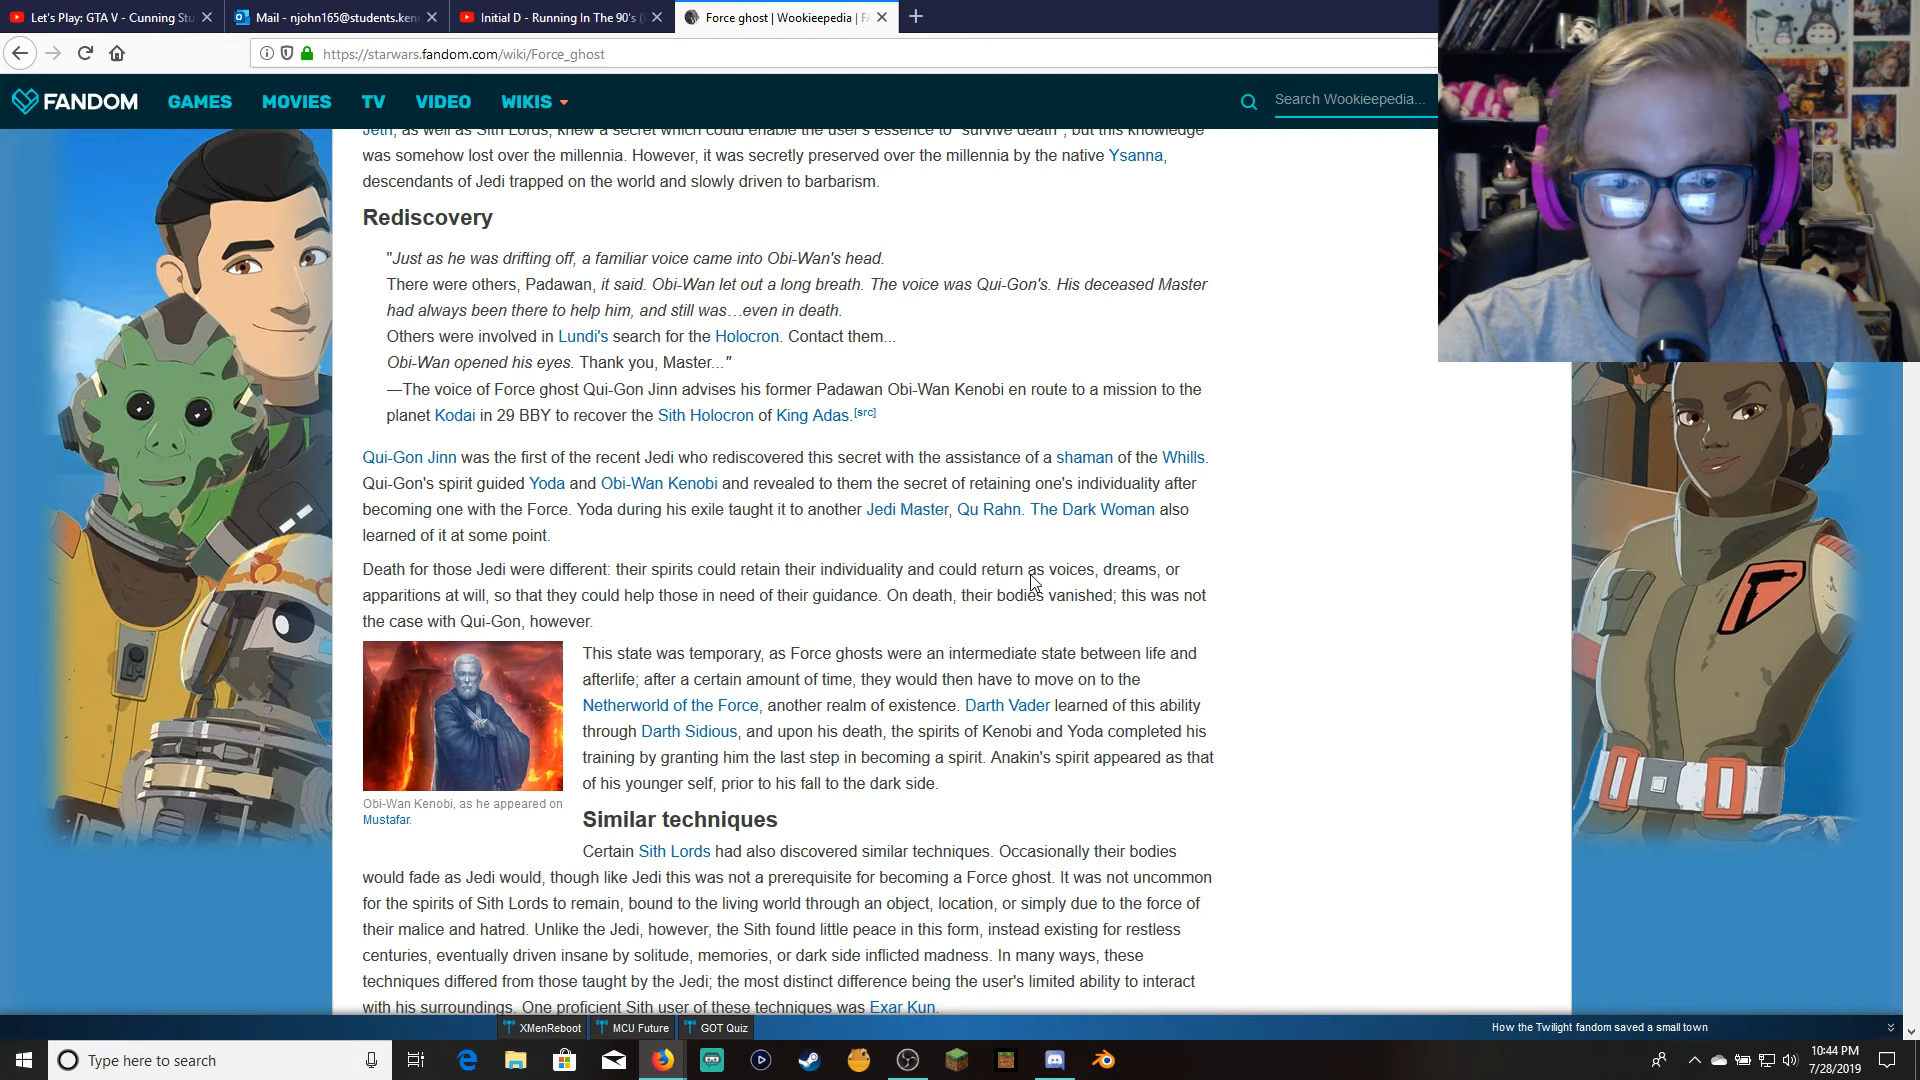 Let's Play: GTA V - Cunning Stu
Mail - njohn165@students.ken
Initial D - Running In The 90's (
Force ghost | Wookieepedia | FA
https://starwars.fandom.com/wiki/Force_ghost
FANDOM GAMES MOVIES TV VIDEO WIKIS Search Wookieepedia...
Jeth, as well as Sith Lords, knew a secret which could enable the user's essence to "survive death", but this knowledge
was somehow lost over the millennia. However, it was secretly preserved over the millennia by the native Ysanna,
descendants of Jedi trapped on the world and slowly driven to barbarism.
Rediscovery
"Just as he was drifting off, a familiar voice came into Obi-Wan's head.
There were others, Padawan, it said. Obi-Wan let out a long breath. The voice was Qui-Gon's. His deceased Master
had always been there to help him, and still was…even in death.
Others were involved in Lundi's search for the Holocron. Contact them...
Obi-Wan opened his eyes. Thank you, Master..."
—The voice of Force ghost Qui-Gon Jinn advises his former Padawan Obi-Wan Kenobi en route to a mission to the
planet Kodai in 29 BBY to recover the Sith Holocron of King Adas.[src]
Qui-Gon Jinn was the first of the recent Jedi who rediscovered this secret with the assistance of a shaman of the Whills.
Qui-Gon's spirit guided Yoda and Obi-Wan Kenobi and revealed to them the secret of retaining one's individuality after
becoming one with the Force. Yoda during his exile taught it to another Jedi Master, Qu Rahn. The Dark Woman also
learned of it at some point.
Death for those Jedi were different: their spirits could retain their individuality and could return as voices, dreams, or
apparitions at will, so that they could help those in need of their guidance. On death, their bodies vanished; this was not
the case with Qui-Gon, however.
This state was temporary, as Force ghosts were an intermediate state between life and
afterlife; after a certain amount of time, they would then have to move on to the
Netherworld of the Force, another realm of existence. Darth Vader learned of this ability
through Darth Sidious, and upon his death, the spirits of Kenobi and Yoda completed his
training by granting him the last step in becoming a spirit. Anakin's spirit appeared as that
of his younger self, prior to his fall to the dark side.
Obi-Wan Kenobi, as he appeared on
Mustafar.
Similar techniques
Certain Sith Lords had also discovered similar techniques. Occasionally their bodies
would fade as Jedi would, though like Jedi this was not a prerequisite for becoming a Force ghost. It was not uncommon
for the spirits of Sith Lords to remain, bound to the living world through an object, location, or simply due to the force of
their malice and hatred. Unlike the Jedi, however, the Sith found little peace in this form, instead existing for restless
centuries, eventually driven insane by solitude, memories, or dark side inflicted madness. In many ways, these
techniques differed from those taught by the Jedi; the most distinct difference being the user's limited ability to interact
with his surroundings. One proficient Sith user of these techniques was Exar Kun.
XMenReboot MCU Future GOT Quiz How the Twilight fandom saved a small town
Type here to search
10:44 PM
7/28/2019